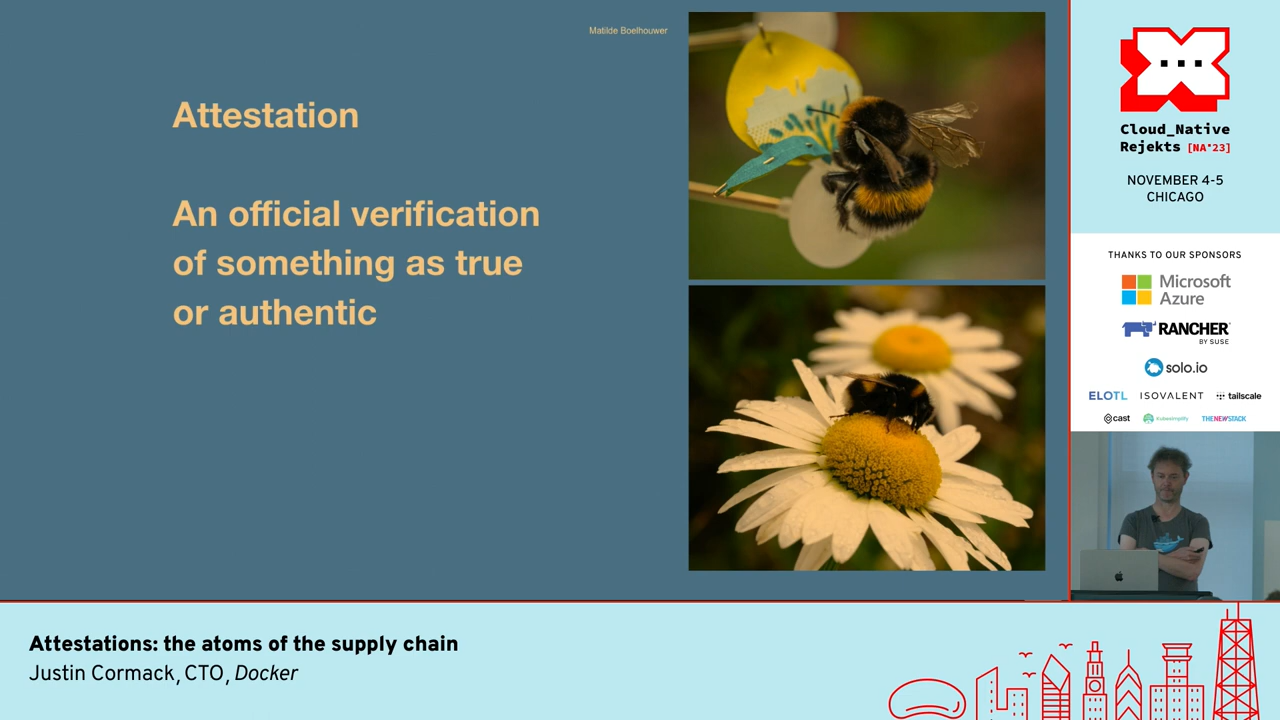 Matilde Boelhouwer
Attestation
An official verification
of something as true
or authentic
Cloud_Native
Rejekts [NA'23]
NOVEMBER 4-5
CHICAGO
THANKS TO OUR SPONSORS
Microsoft
Azure
RANCHER
BY SUSE
solo.io
ELOTL ISOVALENT tailscale
cast kubesimplify THENEWSTACK
Attestations: the atoms of the supply chain
Justin Cormack, CTO, Docker